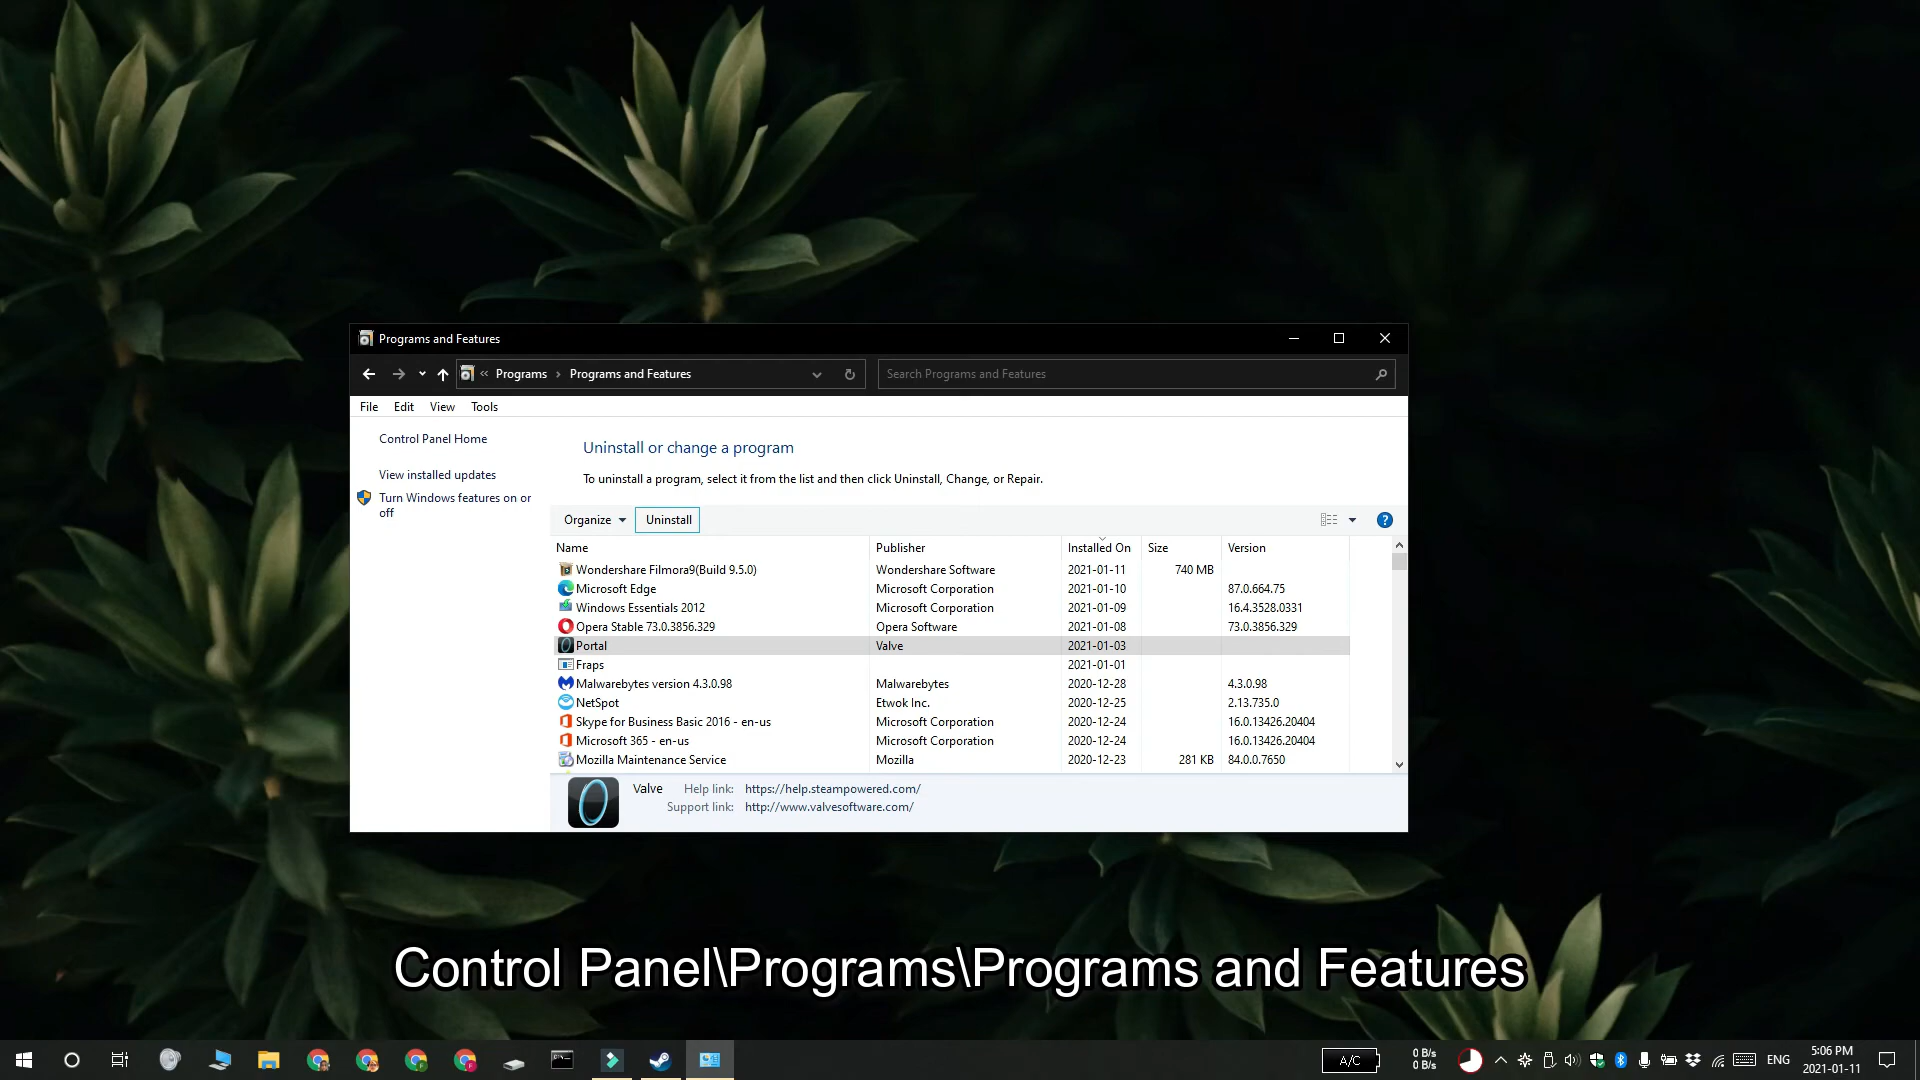 Programs and Features
« Programs › Programs and Features
Search Programs and Features
File Edit View Tools
Control Panel Home
View installed updates
Turn Windows features on or
off
Uninstall or change a program
To uninstall a program, select it from the list and then click Uninstall, Change, or Repair.
Organize Uninstall
Name Publisher Installed On Size Version
Wondershare Filmora9(Build 9.5.0) Wondershare Software 2021-01-11 740 MB
Microsoft Edge Microsoft Corporation 2021-01-10 87.0.664.75
Windows Essentials 2012 Microsoft Corporation 2021-01-09 16.4.3528.0331
Opera Stable 73.0.3856.329 Opera Software 2021-01-08 73.0.3856.329
Portal Valve 2021-01-03
Fraps 2021-01-01
Malwarebytes version 4.3.0.98 Malwarebytes 2020-12-28 4.3.0.98
NetSpot Etwok Inc. 2020-12-25 2.13.735.0
Skype for Business Basic 2016 - en-us Microsoft Corporation 2020-12-24 16.0.13426.20404
Microsoft 365 - en-us Microsoft Corporation 2020-12-24 16.0.13426.20404
Mozilla Maintenance Service Mozilla 2020-12-23 281 KB 84.0.0.7650
Valve Help link: https://help.steampowered.com/
Support link: http://www.valvesoftware.com/
Control Panel\Programs\Programs and Features
A/C
0 B/s
0 B/s
ENG
5:06 PM
2021-01-11